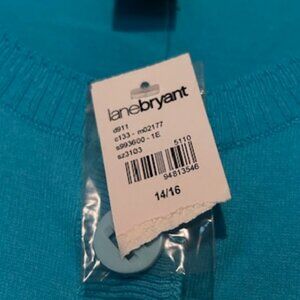 lanebryant
d911
c133 - m02177
s993600 - 1E
sz3103
5110
94813546
14/16